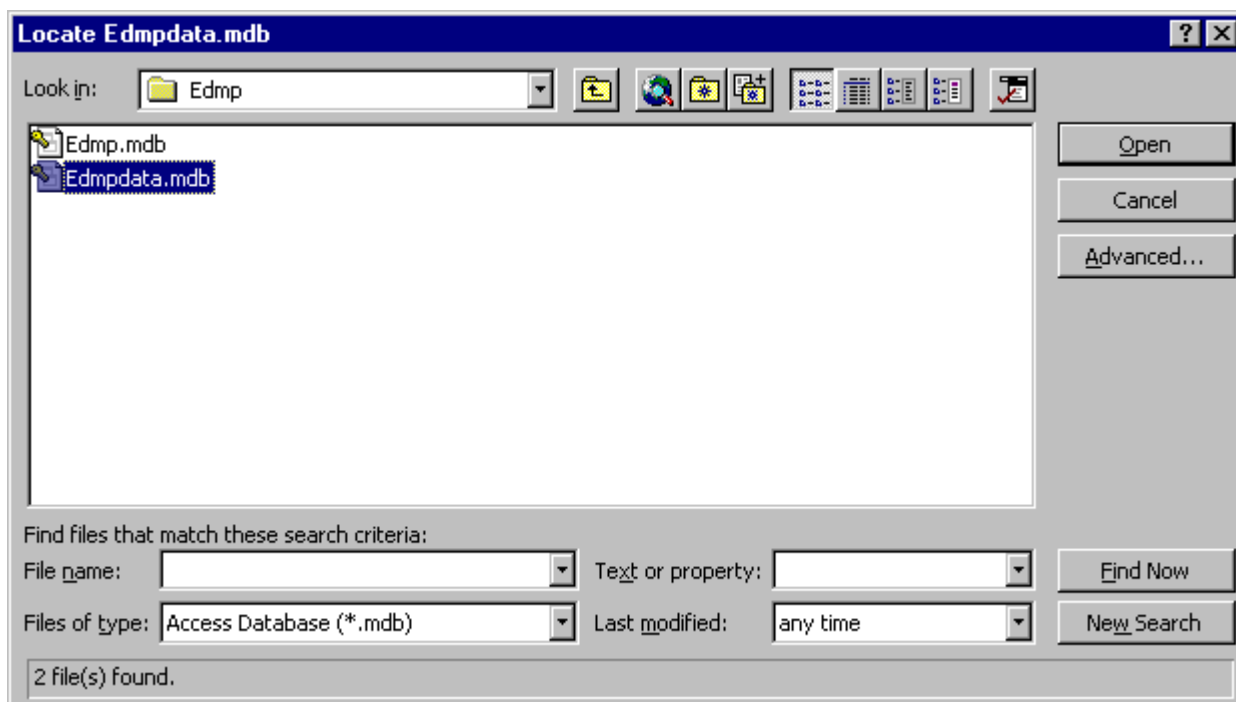 Locate Edmpdata.mdb
Look in: Edmp
Edmp.mdb
Edmpdata.mdb
Open
Cancel
Advanced...
Find files that match these search criteria:
File name: Text or property: Find Now
Files of type: Access Database (*.mdb) Last modified: any time New Search
2 file(s) found.